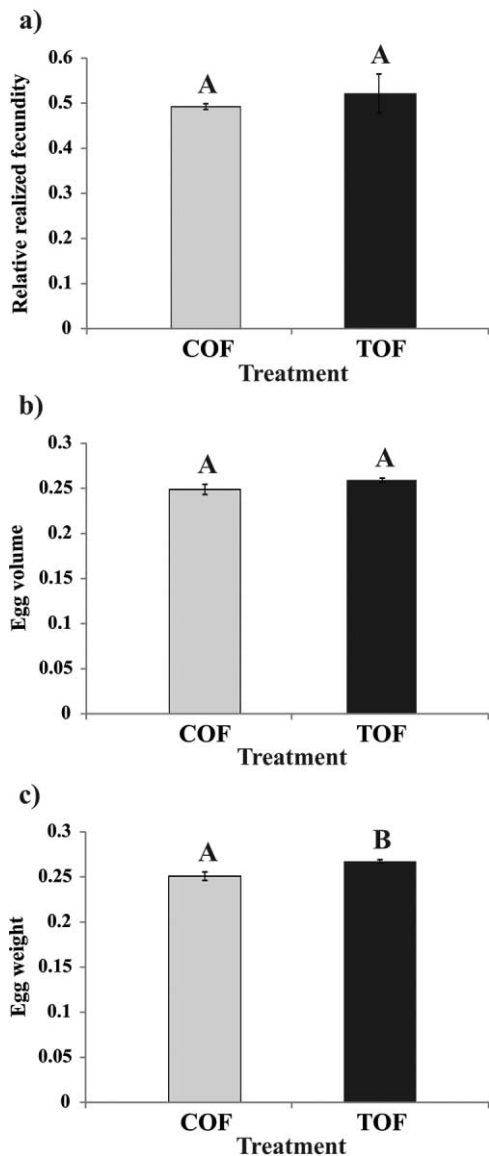 a)
0.6
0.5
0.4
0.3
0.2
0.1
0
Relative realized fecundity
A
A
COF
TOF
Treatment
b)
0.3
0.25
0.2
0.15
0.1
0.05
0
Egg volume
A
A
COF
TOF
Treatment
c)
0.3
0.25
0.2
0.15
0.1
0.05
0
Egg weight
A
B
COF
TOF
Treatment